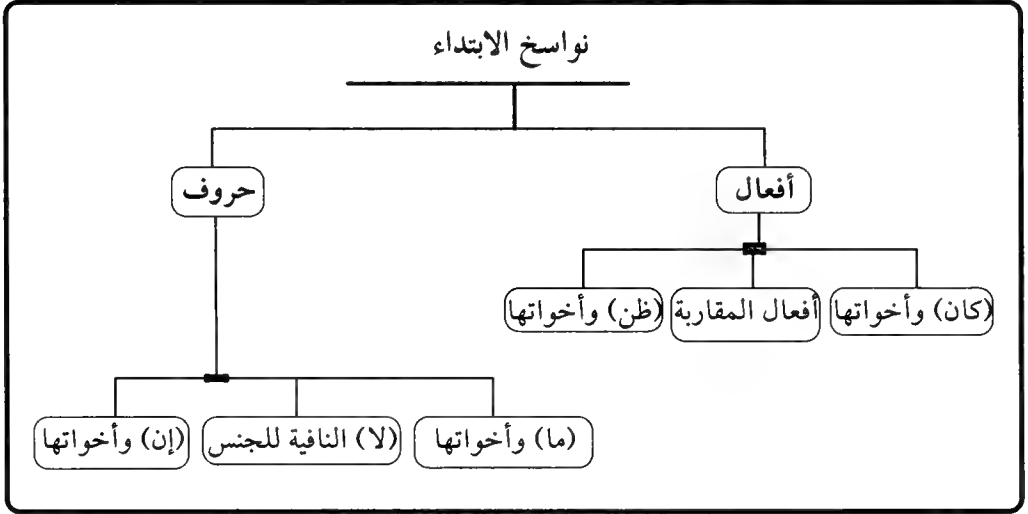 نواسخ الابتداء
أفعال
حروف
(كان) وأخواتها
أفعال المقاربة
(ظن) وأخواتها
(ما) وأخواتها
(لا) النافية للجنس
(إن) وأخواتها